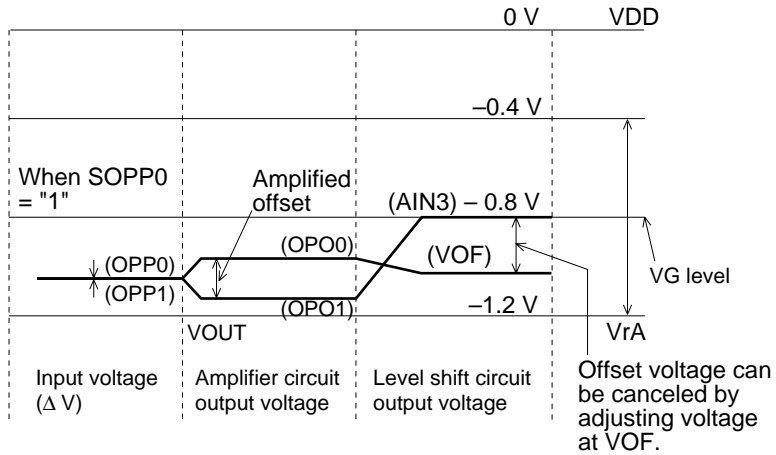 0 V VDD
–0.4 V
When SOPP0
= "1"
Amplified
offset
(AIN3) – 0.8 V
(OPP0)
(OPP1)
(OPO0)
(OPO1)
(VOF)
VG level
–1.2 V
VOUT
VrA
Input voltage
(Δ V)
Amplifier circuit
output voltage
Level shift circuit
output voltage
Offset voltage can
be canceled by
adjusting voltage
at VOF.